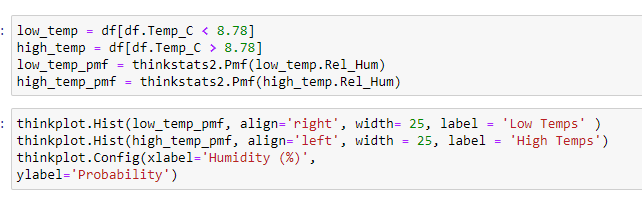 : low_temp = df[df.Temp_C < 8.78]
high_temp = df[df.Temp_C > 8.78]
low_temp_pmf = thinkstats2.Pmf(low_temp.Rel_Hum)
high_temp_pmf = thinkstats2.Pmf(high_temp.Rel_Hum)
: thinkplot.Hist(low_temp_pmf, align='right', width= 25, label = 'Low Temps' )
thinkplot.Hist(high_temp_pmf, align='left', width = 25, label = 'High Temps')
thinkplot.Config(xlabel='Humidity (%)',
ylabel='Probability')